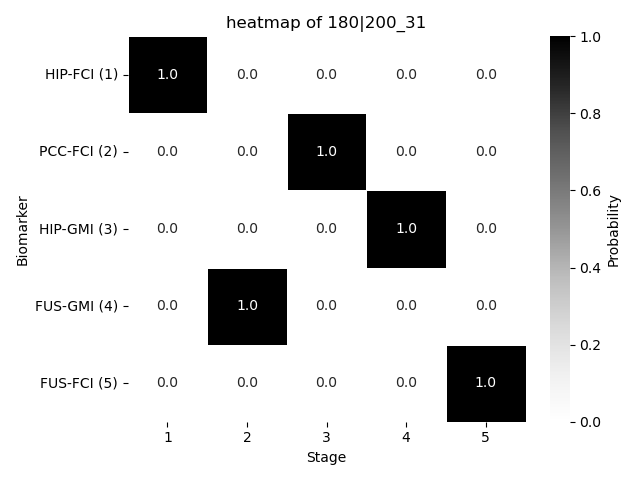 heatmap of 180|200_31
Biomarker
HIP-FCI (1) 1.0 0.0 0.0 0.0 0.0
PCC-FCI (2) 0.0 0.0 1.0 0.0 0.0
HIP-GMI (3) 0.0 0.0 0.0 1.0 0.0
FUS-GMI (4) 0.0 1.0 0.0 0.0 0.0
FUS-FCI (5) 0.0 0.0 0.0 0.0 1.0
1 2 3 4 5
Stage
1.0
0.8
0.6
0.4
0.2
0.0
Probability